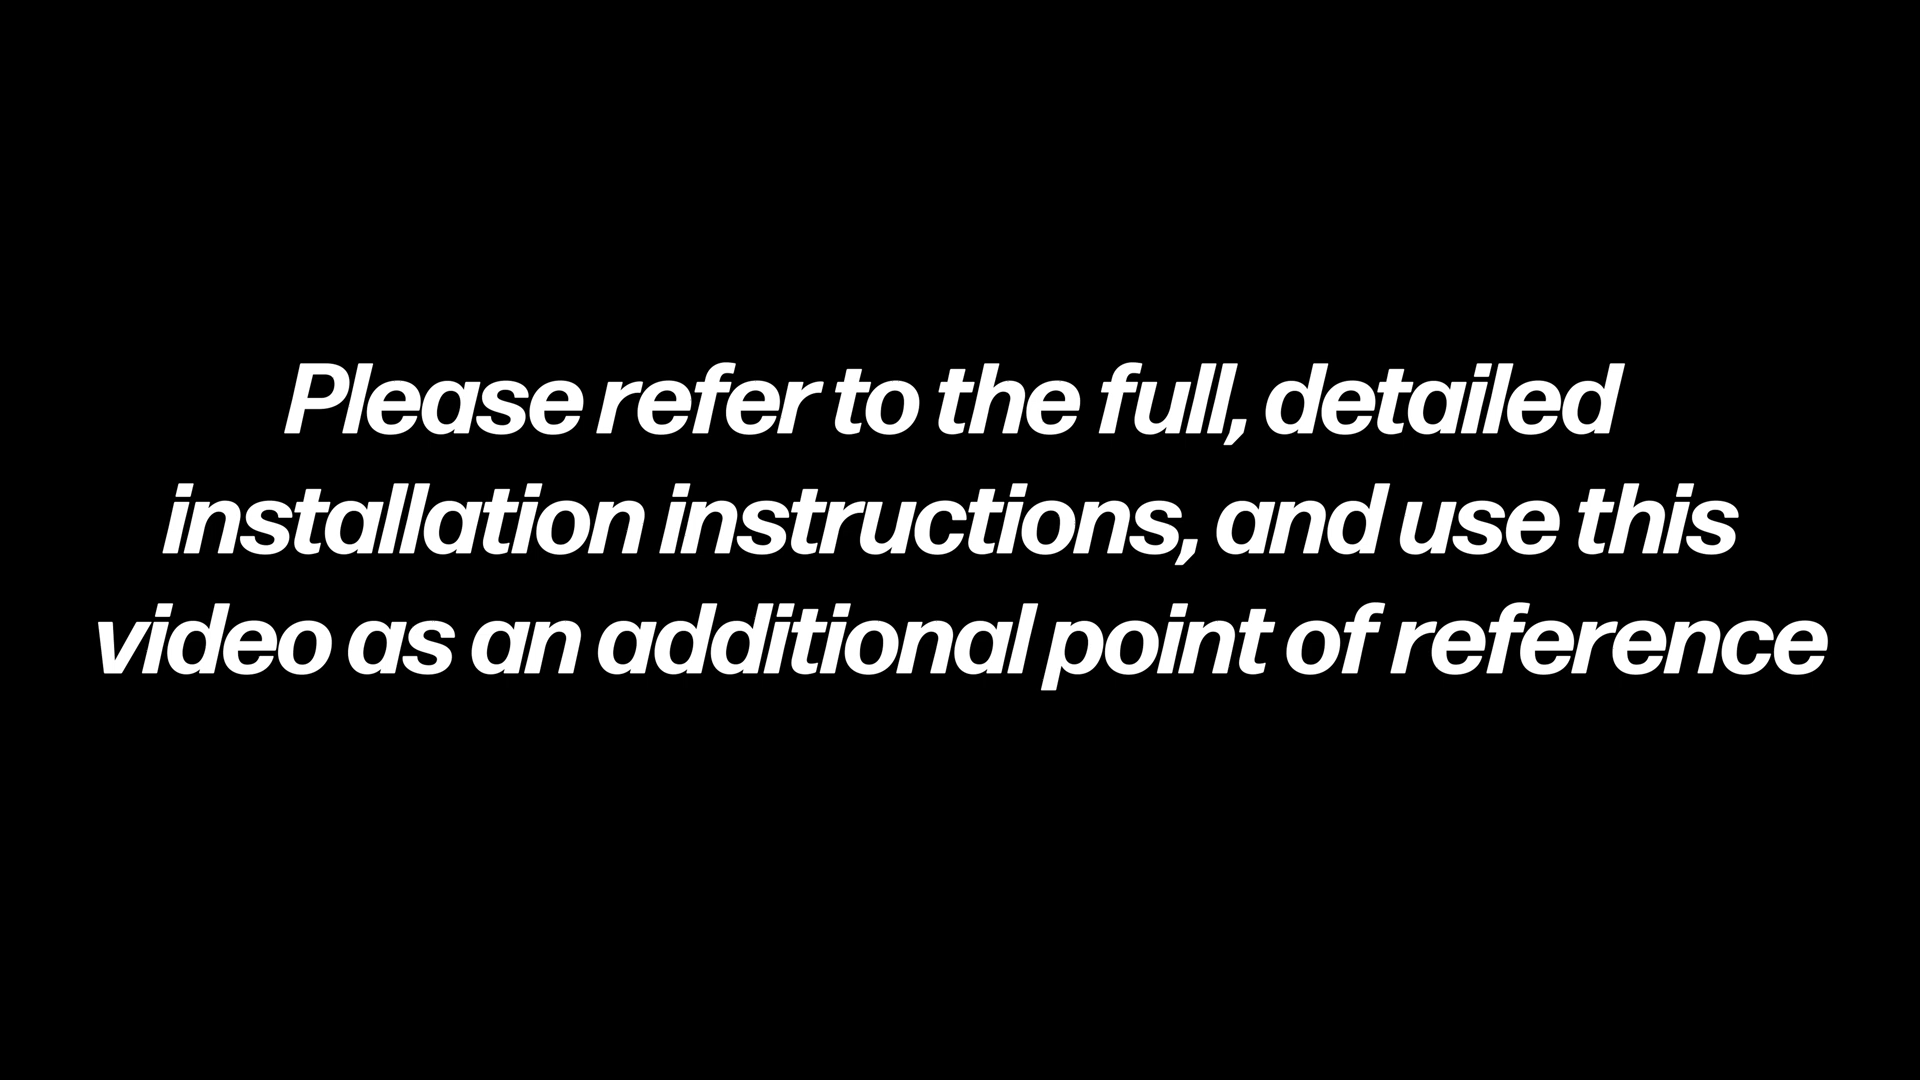 Please refer to the full, detailed
installation instructions, and use this
video as an additional point of reference